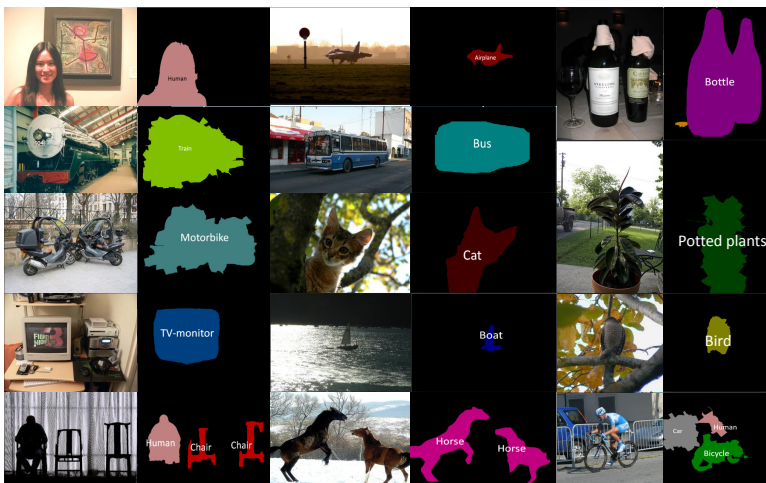 Human
Airplane
Bottle
Train
Bus
Motorbike
Cat
Potted plants
TV-monitor
Boat
Bird
Human
Chair
Chair
Horse
Horse
Car
Human
Bicycle